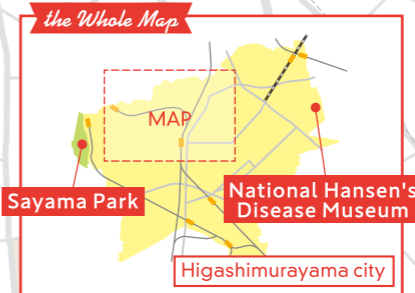 the Whole Map
MAP
Sayama Park
National Hansen's
Disease Museum
Higashimurayama city